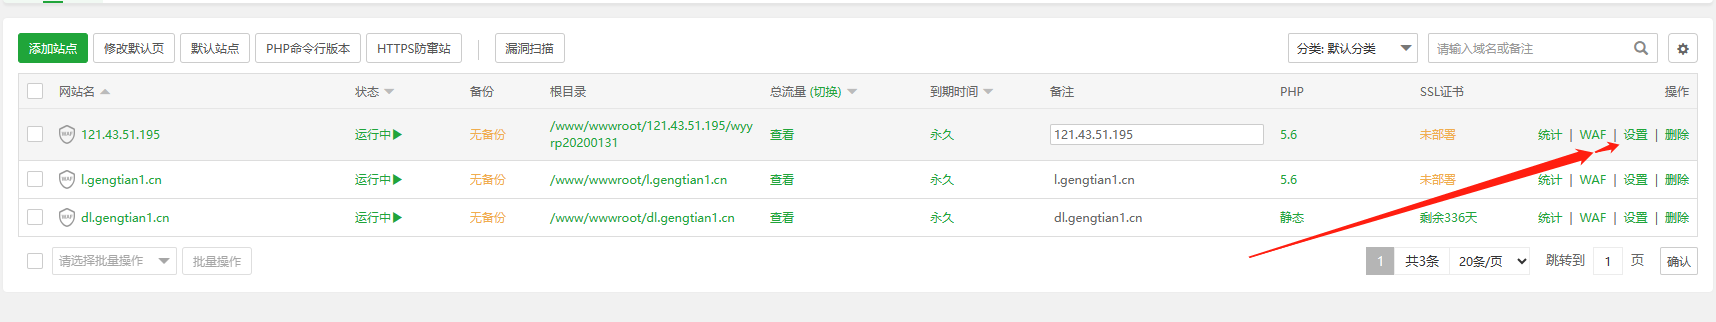 添加站点 修改默认页 默认站点 PHP命令行版本 HTTPS防窜站 漏洞扫描 分类: 默认分类 请输入域名或备注
网站名 状态 备份 根目录 总流量 (切换) 到期时间 备注 PHP SSL证书 操作
WAF 121.43.51.195 运行中 无备份 /www/wwwroot/121.43.51.195/wyy 查看 永久 121.43.51.195 5.6 未部署 统计 | WAF | 设置 | 删除
rp20200131
WAF l.gengtian1.cn 运行中 无备份 /www/wwwroot/l.gengtian1.cn 查看 永久 l.gengtian1.cn 5.6 未部署 统计 | WAF | 设置 | 删除
WAF dl.gengtian1.cn 运行中 无备份 /www/wwwroot/dl.gengtian1.cn 查看 永久 dl.gengtian1.cn 静态 剩余336天 统计 | WAF | 设置 | 删除
请选择批量操作 批量操作 1 共3条 20条/页 跳转到 1 页 确认